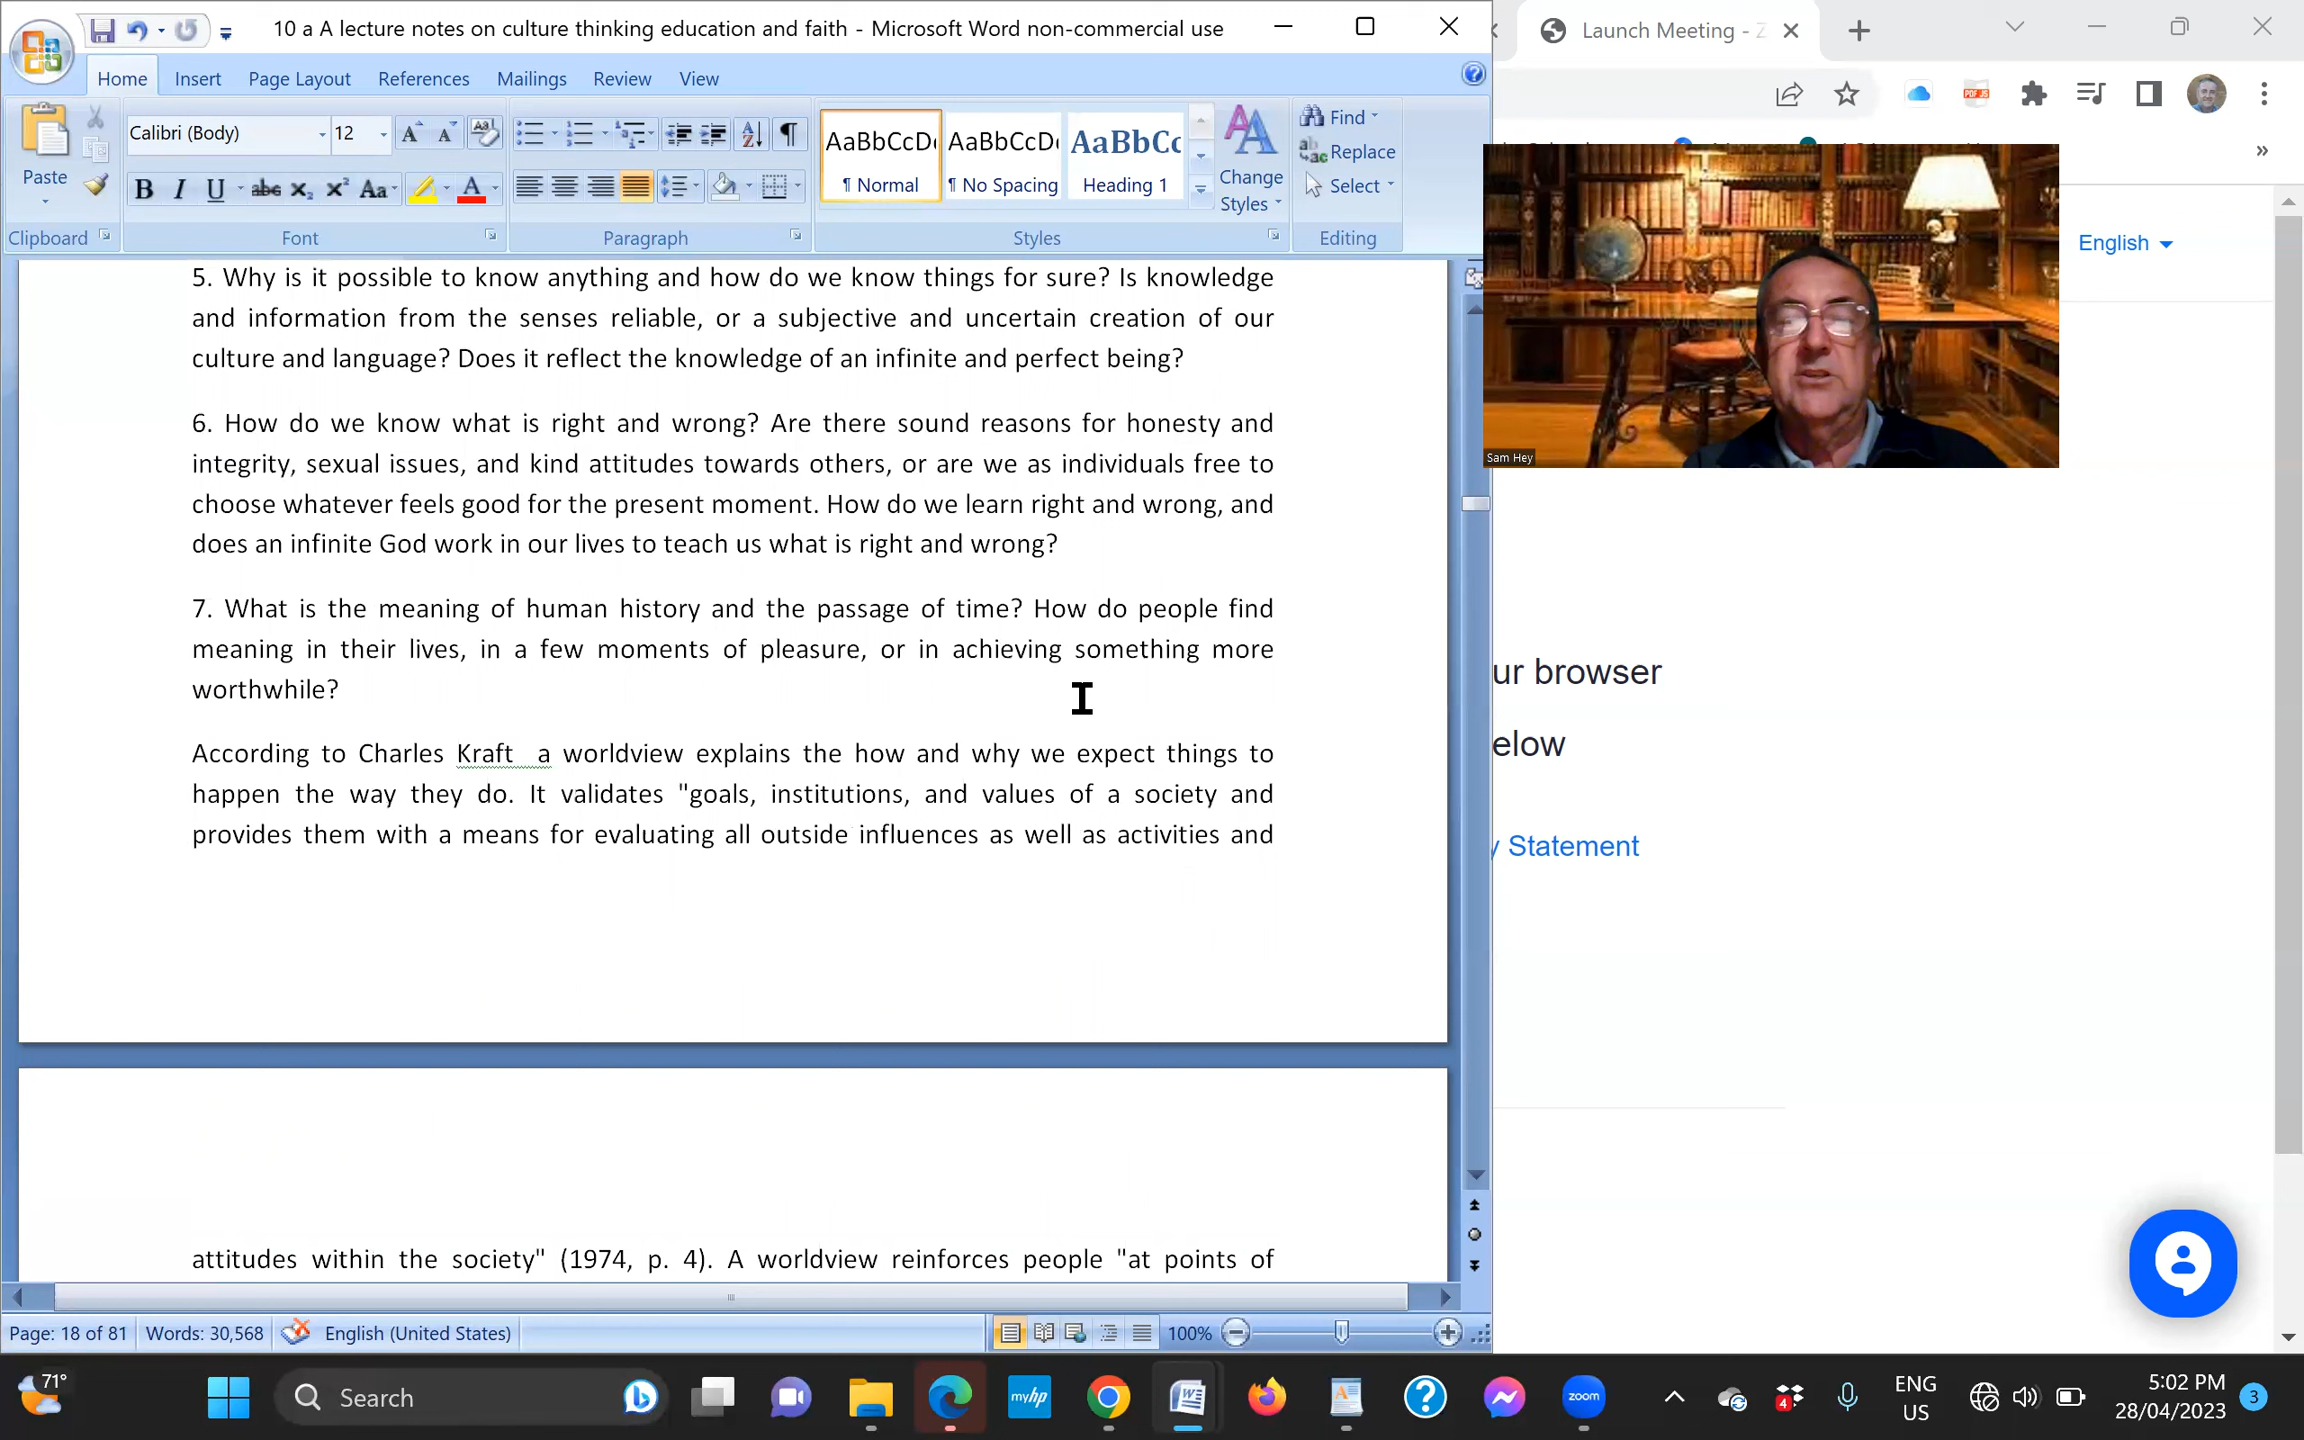 10 a A lecture notes on culture thinking education and faith - Microsoft Word non-commercial use
Launch Meeting - Z
Home Insert Page Layout References Mailings Review View
Paste
Clipboard
Calibri (Body) 12
Font
Paragraph
AaBbCcD AaBbCcD AaBbCc
¶ Normal ¶ No Spacing Heading 1
Change Styles
Styles
Find
Replace
Select
Editing
English
Sam Hey
5. Why is it possible to know anything and how do we know things for sure? Is knowledge
and information from the senses reliable, or a subjective and uncertain creation of our
culture and language? Does it reflect the knowledge of an infinite and perfect being?
6. How do we know what is right and wrong? Are there sound reasons for honesty and
integrity, sexual issues, and kind attitudes towards others, or are we as individuals free to
choose whatever feels good for the present moment. How do we learn right and wrong, and
does an infinite God work in our lives to teach us what is right and wrong?
7. What is the meaning of human history and the passage of time? How do people find
meaning in their lives, in a few moments of pleasure, or in achieving something more
worthwhile?
According to Charles Kraft a worldview explains the how and why we expect things to
happen the way they do. It validates "goals, institutions, and values of a society and
provides them with a means for evaluating all outside influences as well as activities and
attitudes within the society" (1974, p. 4). A worldview reinforces people "at points of
ur browser
elow
y Statement
Page: 18 of 81 Words: 30,568 English (United States) 100%
71°
Search
myhp
zoom
4
ENG
US
5:02 PM
28/04/2023
3